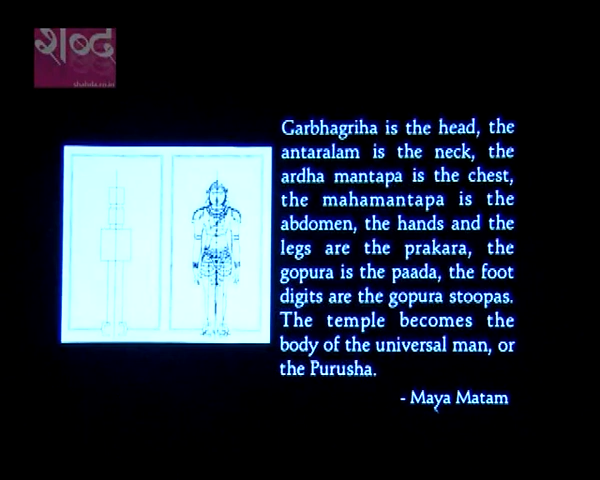 शब्द
shabda.co.in
Garbhagriha is the head, the
antaralam is the neck, the
ardha mantapa is the chest,
the mahamantapa is the
abdomen, the hands and the
legs are the prakara, the
gopura is the paada, the foot
digits are the gopura stoopas.
The temple becomes the
body of the universal man, or
the Purusha.
- Maya Matam